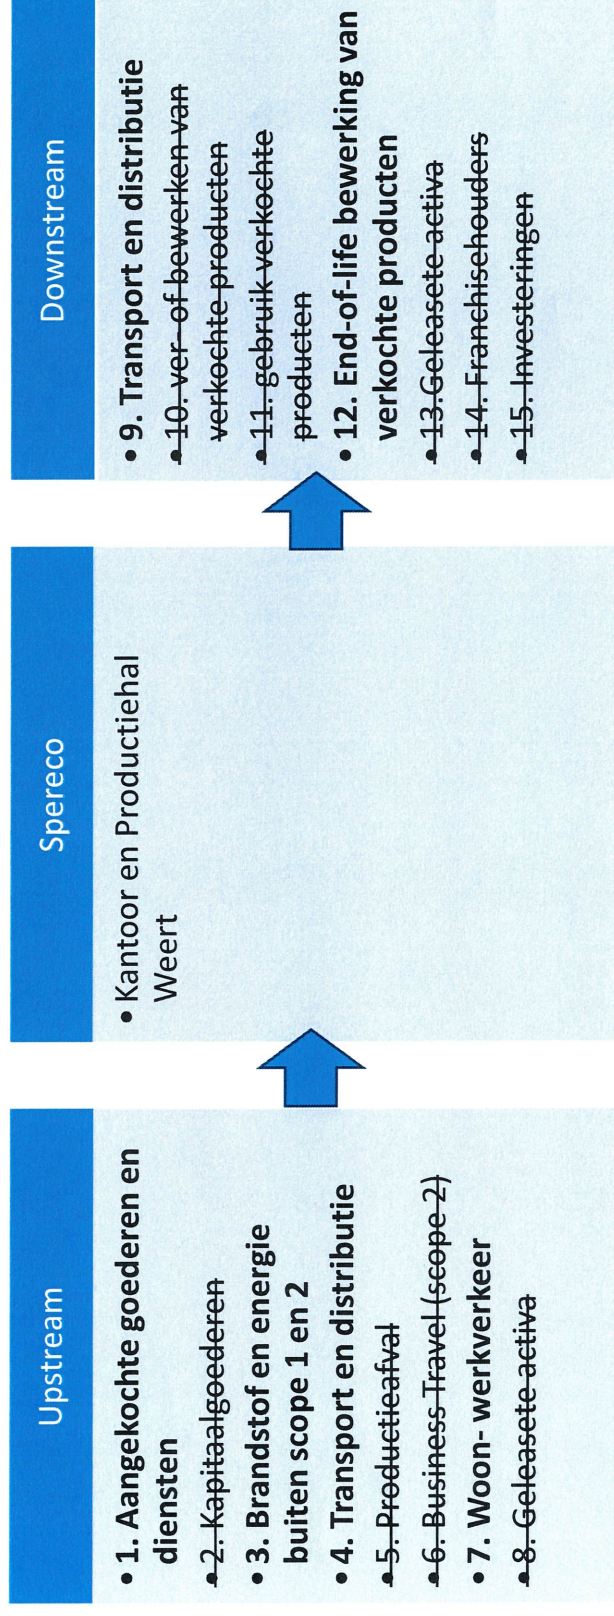 Upstream
• 1. Aangekochte goederen en
diensten
• 2. Kapitaalgoederen
• 3. Brandstof en energie
buiten scope 1 en 2
• 4. Transport en distributie
• 5. Productieafval
• 6. Business Travel (scope 2)
• 7. Woon- werkverkeer
• 8. Geleasete activa
Spereco
• Kantoor en Productiehal
Weert
Downstream
• 9. Transport en distributie
• 10. ver- of bewerken van
verkochte producten
• 11. gebruik verkochte
producten
• 12. End-of-life bewerking van
verkochte producten
• 13.Geleasete activa
• 14. Franchisehouders
• 15. Investeringen